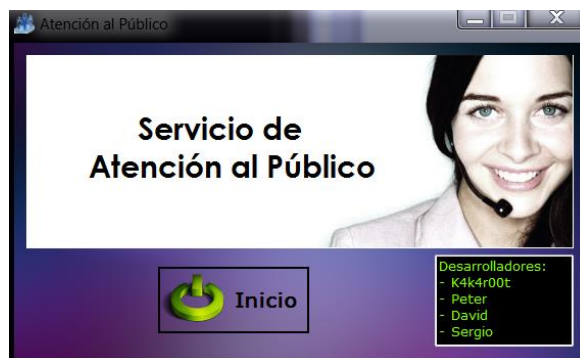 Atención al Público
Servicio de
Atención al Público
Inicio
Desarrolladores:
- K4k4r00t
- Peter
- David
- Sergio